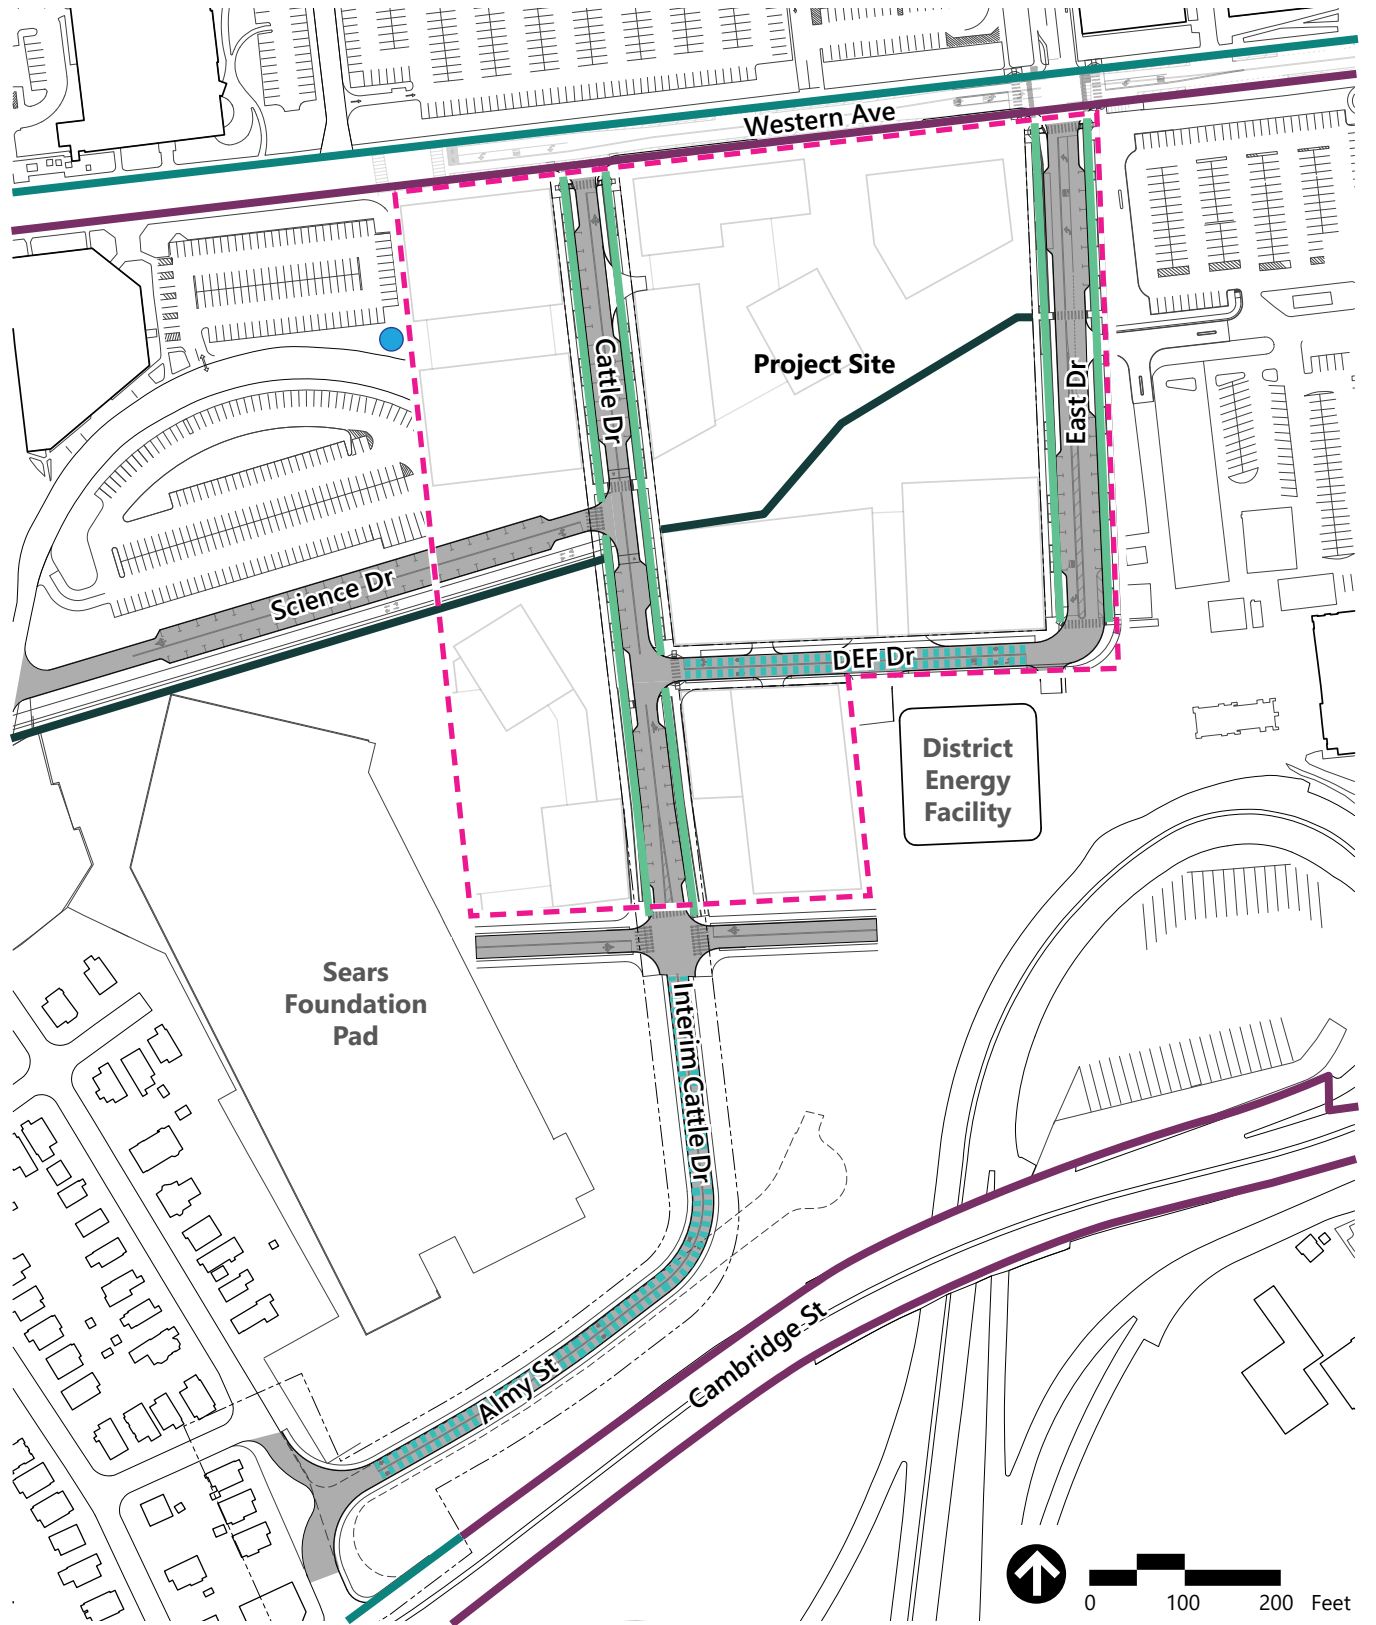 Western Ave
Cattle Dr
Project Site
East Dr
Science Dr
DEF Dr
District
Energy
Facility
Sears
Foundation
Pad
Interim Cattle Dr
Almy St
Cambridge St
0 100 200 Feet